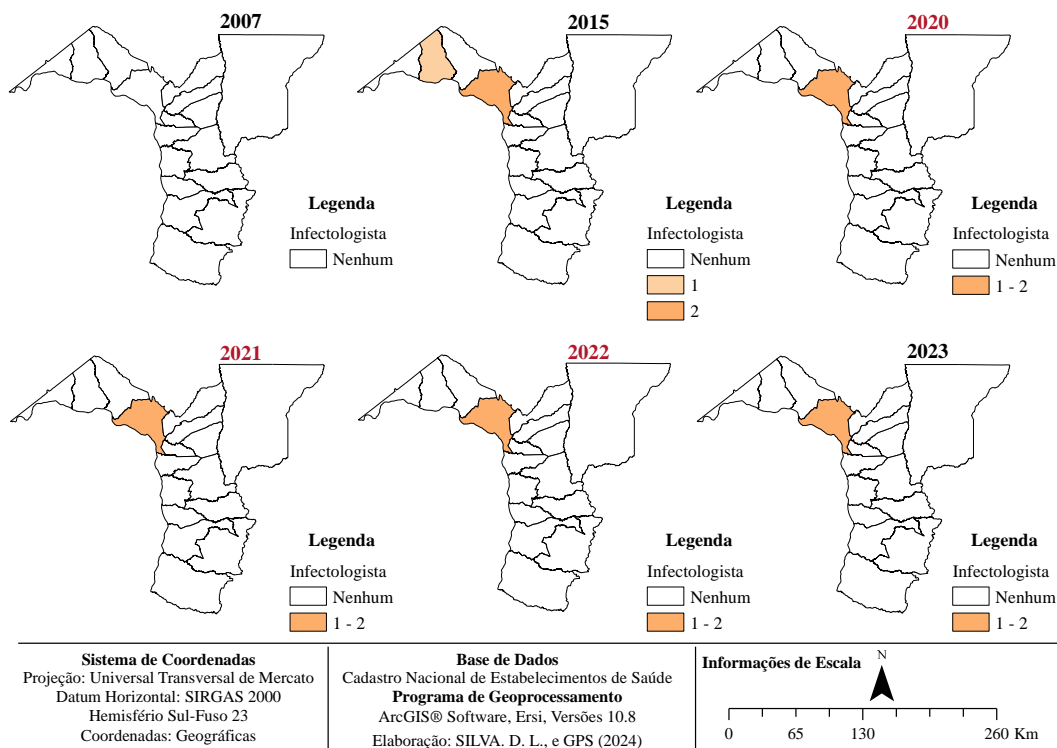 2007
Legenda
Infectologista
Nenhum
2015
Legenda
Infectologista
Nenhum
1
2
2020
Legenda
Infectologista
Nenhum
1 - 2
2021
Legenda
Infectologista
Nenhum
1 - 2
2022
Legenda
Infectologista
Nenhum
1 - 2
2023
Legenda
Infectologista
Nenhum
1 - 2
Sistema de Coordenadas
Projeção: Universal Transversal de Mercato
Datum Horizontal: SIRGAS 2000
Hemisfério Sul-Fuso 23
Coordenadas: Geográficas
Base de Dados
Cadastro Nacional de Estabelecimentos de Saúde
Programa de Geoprocessamento
ArcGIS® Software, Ersi, Versões 10.8
Elaboração: SILVA. D. L., e GPS (2024)
Informações de Escala
N
0 65 130 260 Km